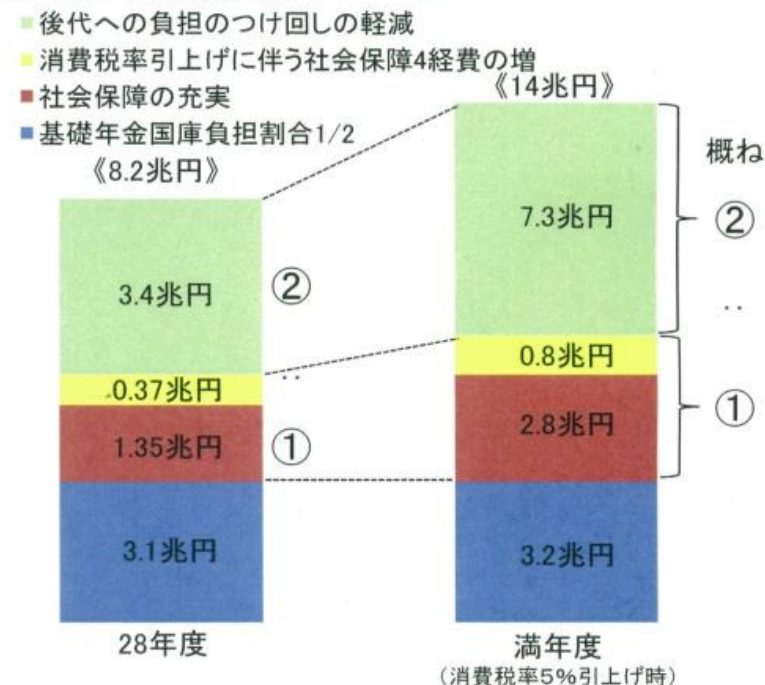 後代への負担のつけ回しの軽減
消費税率引上げに伴う社会保障4経費の増
社会保障の充実
基礎年金国庫負担割合1/2
《8.2兆円》
3.4兆円
②
0.37兆円
‥
1.35兆円
①
3.1兆円
28年度
《14兆円》
概ね
7.3兆円
②
‥
0.8兆円
2.8兆円
①
3.2兆円
満年度
(消費税率5%引上げ時)